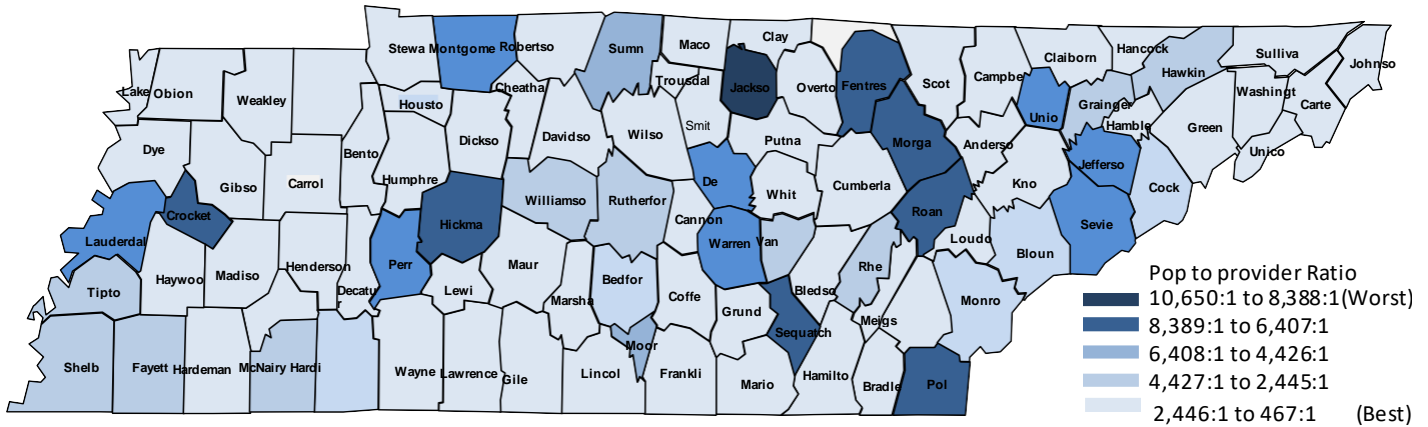 Stewa Montgome Robertso Sumn Maco Clay
Fentres Scot Campbe Claiborn Hancock Hawkin Sulliva Johnso
Lake Obion Weakley Housto Cheatha Trousdal Jackso Overto
Unio Grainger Hamble Washingt Carte
Dye Gibso Carrol Bento Humphre Dickso Davidso Wilso Smit Putna
Morga Anderso Kno Jefferso Green Unico
Lauderdal Crocket Hickma Williamso Rutherfor Cannon De Whit Cumberla
Roan Loudo Bloun Sevie Cock
Tipto Haywoo Madiso Henderson Decatu
r
Perr Lewi Maur Marsha Bedfor Coffe Warren Van
Grund Sequatch Bledso Rhe Meigs Monro
Shelb Fayett Hardeman McNairy Hardi Wayne Lawrence Gile Lincol Moor Frankli Mario Hamilto Bradle Pol
Pop to provider Ratio
10,650:1 to 8,388:1(Worst)
8,389:1 to 6,407:1
6,408:1 to 4,426:1
4,427:1 to 2,445:1
2,446:1 to 467:1 (Best)